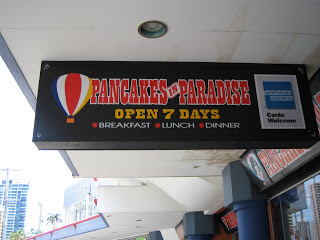 PANCAKES IN PARADISE
OPEN 7 DAYS
• BREAKFAST • LUNCH • DINNER
AMERICAN EXPRESS
Cards
Welcome